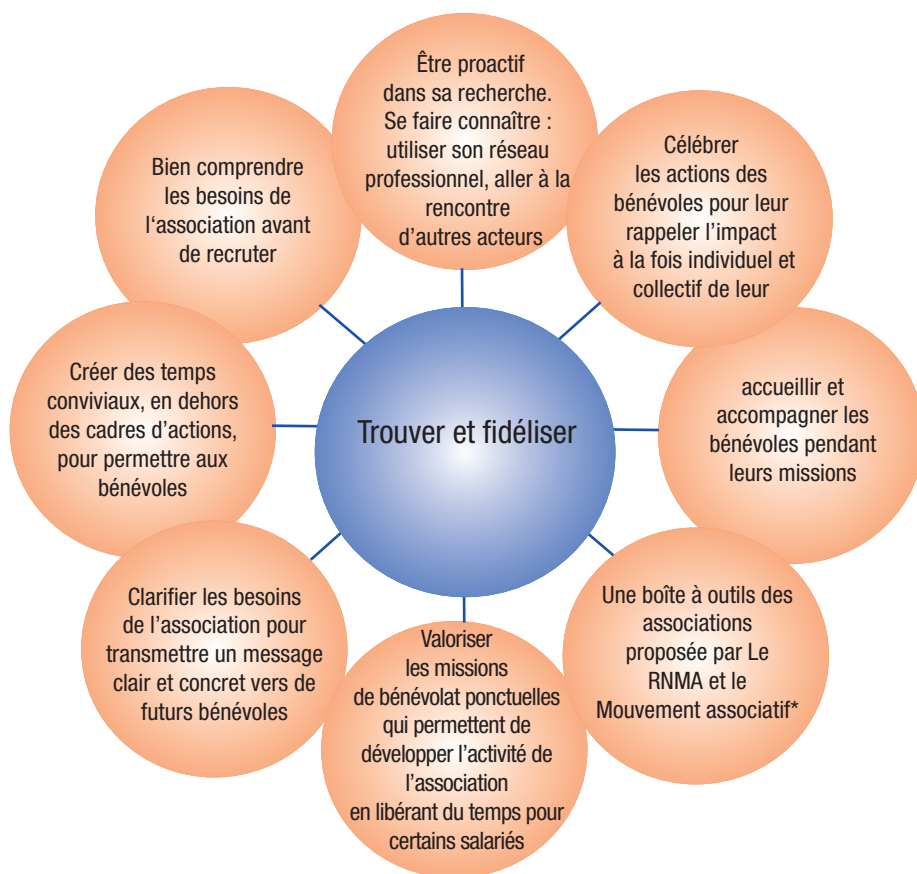 Être proactif
dans sa recherche.
Se faire connaître :
utiliser son réseau
professionnel, aller à la
rencontre
d'autres acteurs
Célébrer
les actions des
bénévoles pour leur
rappeler l'impact
à la fois individuel et
collectif de leur
accueillir et
accompagner les
bénévoles pendant
leurs missions
Une boîte à outils des
associations
proposée par Le
RNMA et le
Mouvement associatif*
Valoriser
les missions
de bénévolat ponctuelles
qui permettent de
développer l'activité de
l'association
en libérant du temps pour
certains salariés
Clarifier les besoins
de l'association pour
transmettre un message
clair et concret vers de
futurs bénévoles
Créer des temps
conviaux, en dehors
des cadres d'actions,
pour permettre aux
bénévoles
Bien comprendre
les besoins de
l'association avant
de recruter
Trouver et fidéliser